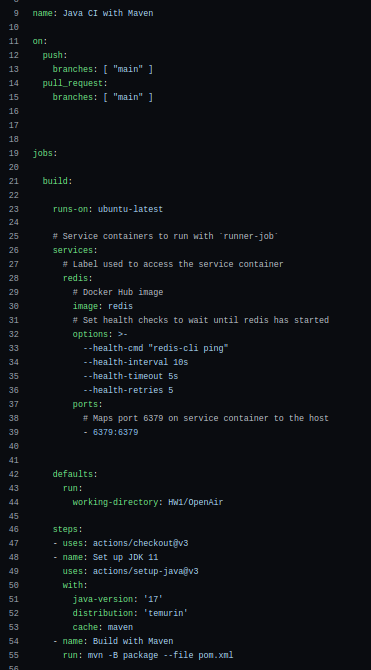 8
9 name: Java CI with Maven
10
11 on:
12   push:
13     branches: [ "main" ]
14   pull_request:
15     branches: [ "main" ]
16
17
18
19 jobs:
20
21   build:
22
23     runs-on: ubuntu-latest
24
25     # Service containers to run with `runner-job`
26     services:
27       # Label used to access the service container
28       redis:
29         # Docker Hub image
30         image: redis
31         # Set health checks to wait until redis has started
32         options: >-
33           --health-cmd "redis-cli ping"
34           --health-interval 10s
35           --health-timeout 5s
36           --health-retries 5
37         ports:
38           # Maps port 6379 on service container to the host
39           - 6379:6379
40
41
42     defaults:
43       run:
44         working-directory: HW1/OpenAir
45
46     steps:
47     - uses: actions/checkout@v3
48     - name: Set up JDK 11
49       uses: actions/setup-java@v3
50       with:
51         java-version: '17'
52         distribution: 'temurin'
53         cache: maven
54     - name: Build with Maven
55       run: mvn -B package --file pom.xml
56